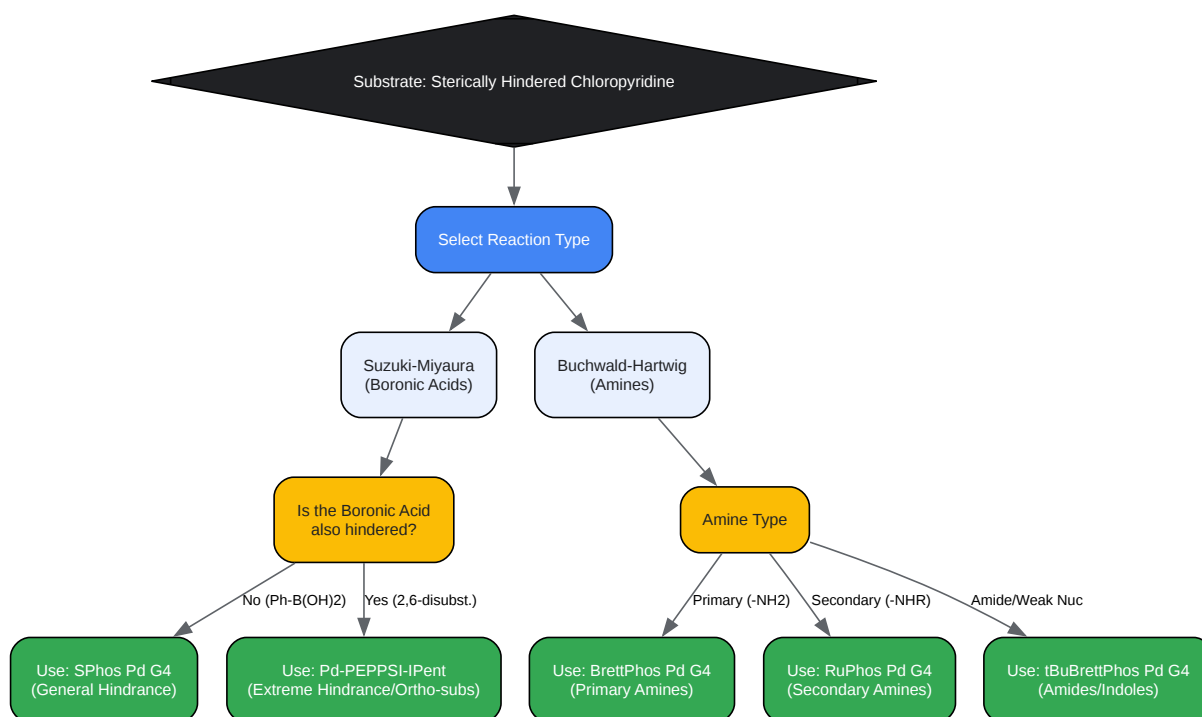 Substrate: Sterically Hindered Chloropyridine
Select Reaction Type
Suzuki-Miyaura
(Boronic Acids)
Buchwald-Hartwig
(Amines)
Is the Boronic Acid
also hindered?
Amine Type
No (Ph-B(OH)2)
Yes (2,6-disubst.)
Primary (-NH2)
Secondary (-NHR)
Amide/Weak Nuc
Use: SPhos Pd G4
(General Hindrance)
Use: Pd-PEPPSI-IPent
(Extreme Hindrance/Ortho-subs)
Use: BrettPhos Pd G4
(Primary Amines)
Use: RuPhos Pd G4
(Secondary Amines)
Use: tBuBrettPhos Pd G4
(Amides/Indoles)